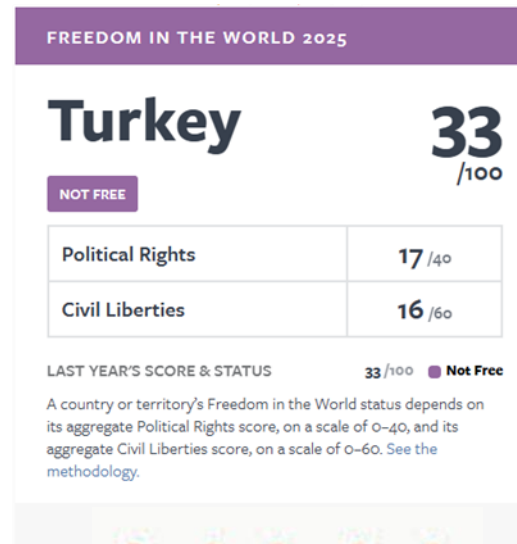 FREEDOM IN THE WORLD 2025
Turkey
33
/100
NOT FREE
Political Rights 17 /40
Civil Liberties 16 /60
LAST YEAR'S SCORE & STATUS 33 /100 Not Free
A country or territory's Freedom in the World status depends on
its aggregate Political Rights score, on a scale of 0–40, and its
aggregate Civil Liberties score, on a scale of 0–60. See the
methodology.